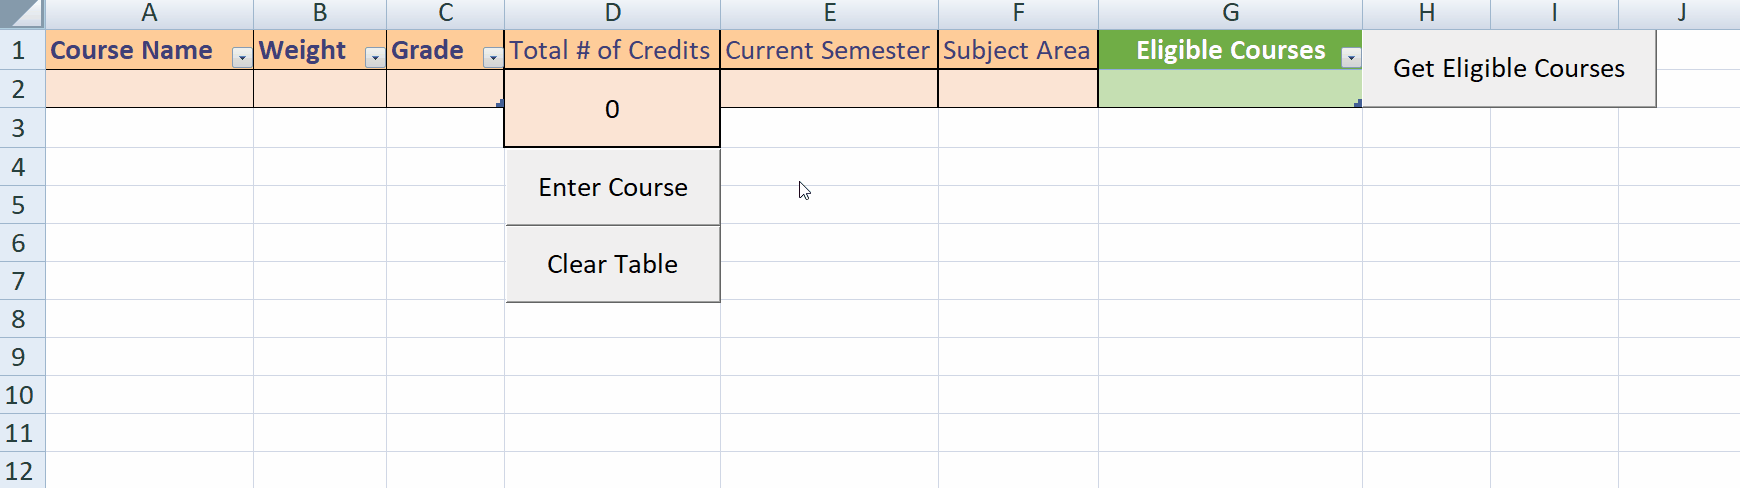 A B C D E F G H I J
1 Course Name Weight Grade Total # of Credits Current Semester Subject Area Eligible Courses Get Eligible Courses
2 0
3
4 Enter Course
5
6 Clear Table
7
8
9
10
11
12